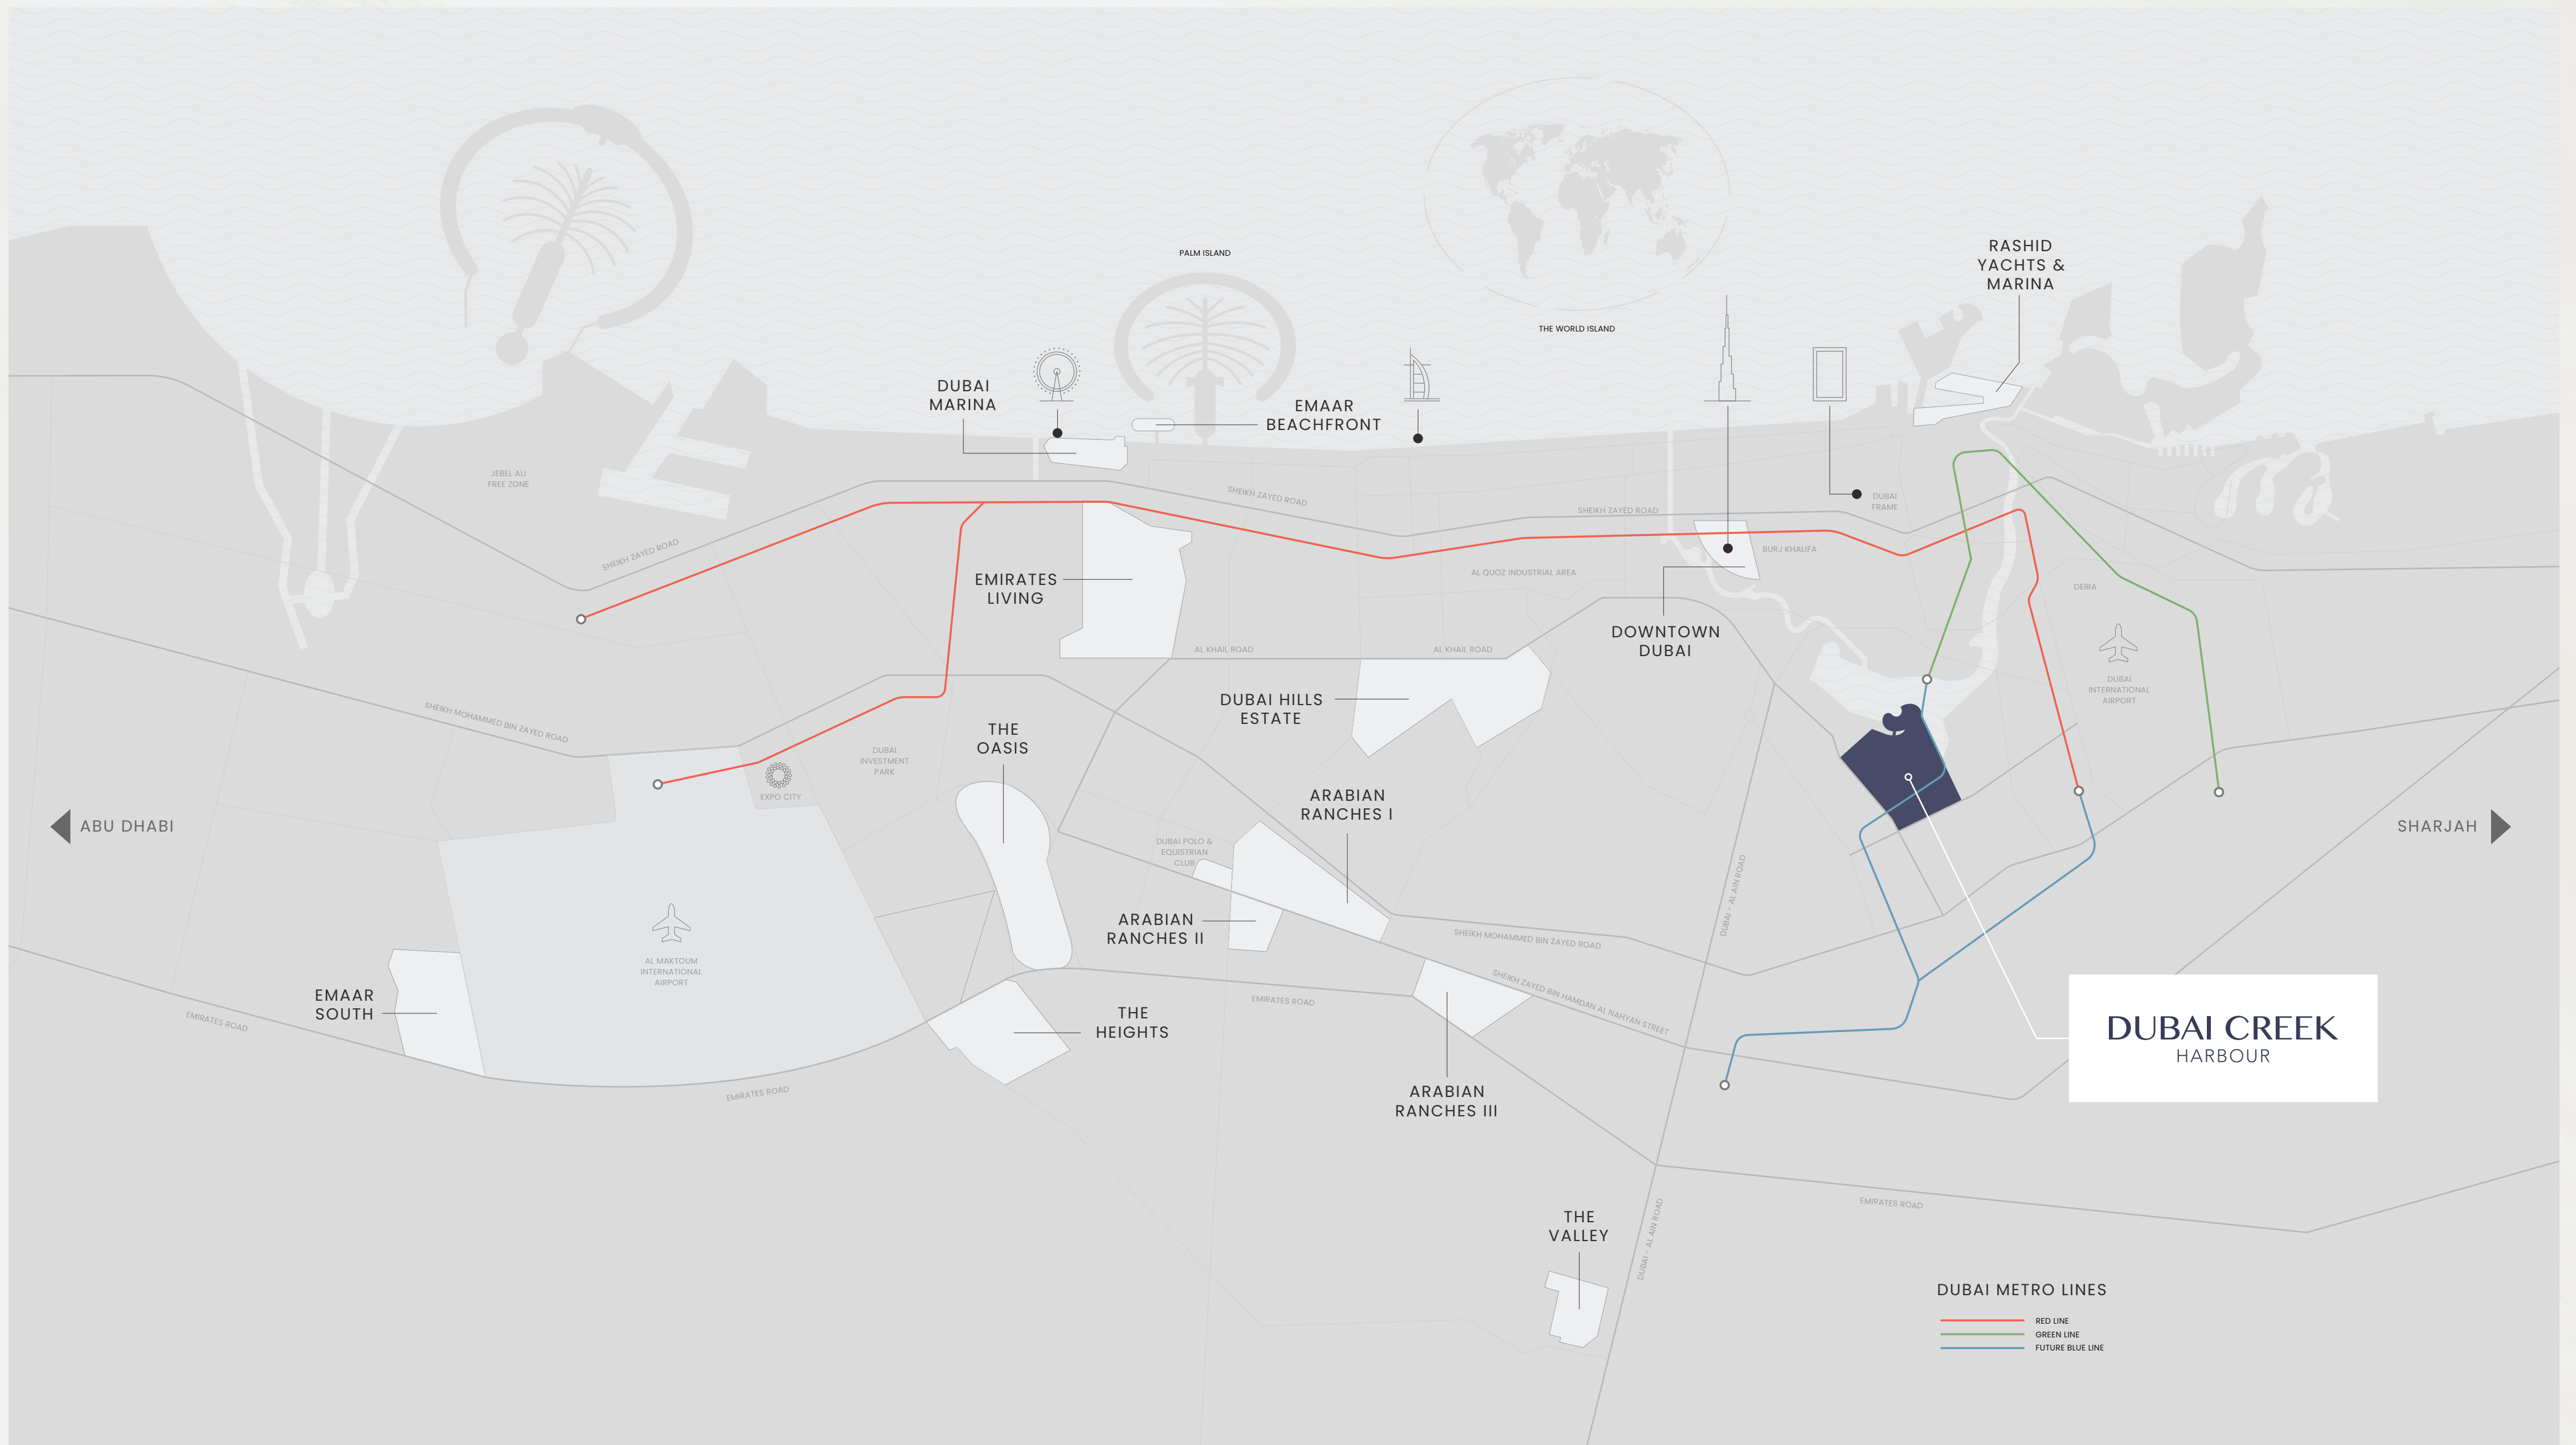 RASHID
YACHTS &
MARINA
PALM ISLAND
THE WORLD ISLAND
DUBAI
MARINA
EMAAR
BEACHFRONT
JEBEL ALI
FREE ZONE
SHEIKH ZAYED ROAD
SHEIKH ZAYED ROAD
SHEIKH ZAYED ROAD
DUBAI
FRAME
BURJ KHALIFA
AL QUOZ INDUSTRIAL AREA
EMIRATES
LIVING
DEIRA
DOWNTOWN
DUBAI
AL KHAIL ROAD
AL KHAIL ROAD
DUBAI
INTERNATIONAL
AIRPORT
DUBAI HILLS
ESTATE
SHEIKH MOHAMMED BIN ZAYED ROAD
THE
OASIS
DUBAI
INVESTMENT
PARK
EXPO CITY
ARABIAN
RANCHES I
ABU DHABI
SHARJAH
DUBAI POLO &
EQUESTRIAN
CLUB
DUBAI - AL AIN ROAD
ARABIAN
RANCHES II
SHEIKH MOHAMMED BIN ZAYED ROAD
AL MAKTOUM
INTERNATIONAL
AIRPORT
EMAAR
SOUTH
EMIRATES ROAD
EMIRATES ROAD
SHEIKH ZAYED BIN HAMDAN AL NAHYAN STREET
THE
HEIGHTS
DUBAI CREEK
HARBOUR
EMIRATES ROAD
ARABIAN
RANCHES III
EMIRATES ROAD
THE
VALLEY
DUBAI - AL AIN ROAD
DUBAI METRO LINES
RED LINE
GREEN LINE
FUTURE BLUE LINE